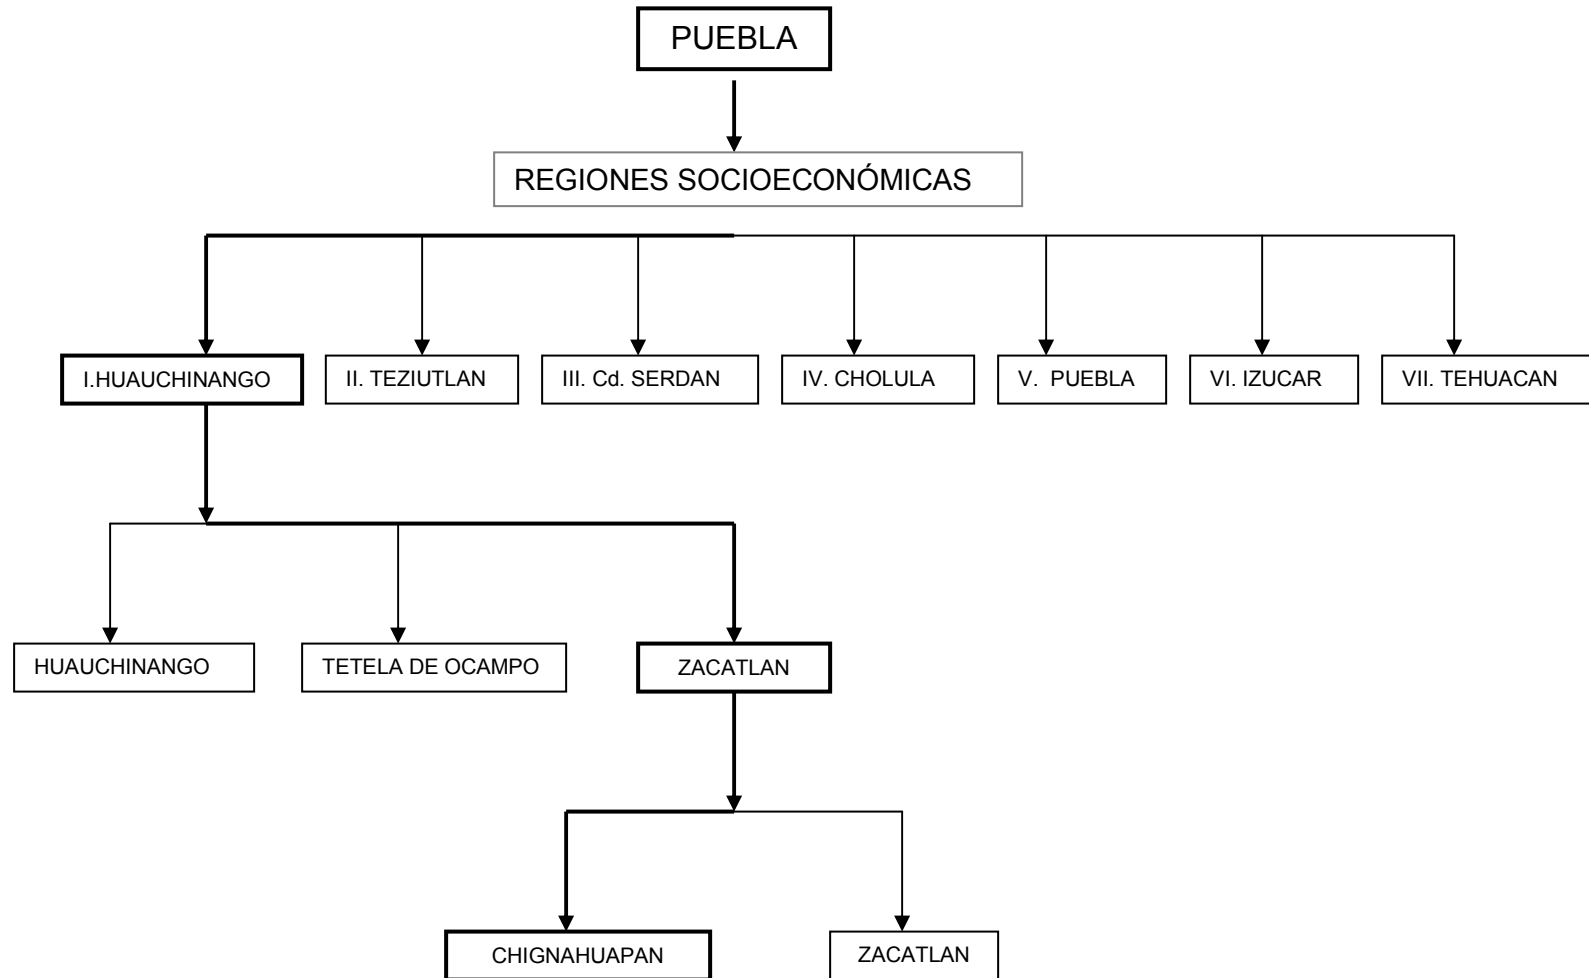 PUEBLA
REGIONES SOCIOECONÓMICAS
I.HUAUCHINANGO
II. TEZIUTLAN
III. Cd. SERDAN
IV. CHOLULA
V. PUEBLA
VI. IZUCAR
VII. TEHUACAN
HUAUCHINANGO
TETELA DE OCAMPO
ZACATLAN
CHIGNAHUAPAN
ZACATLAN